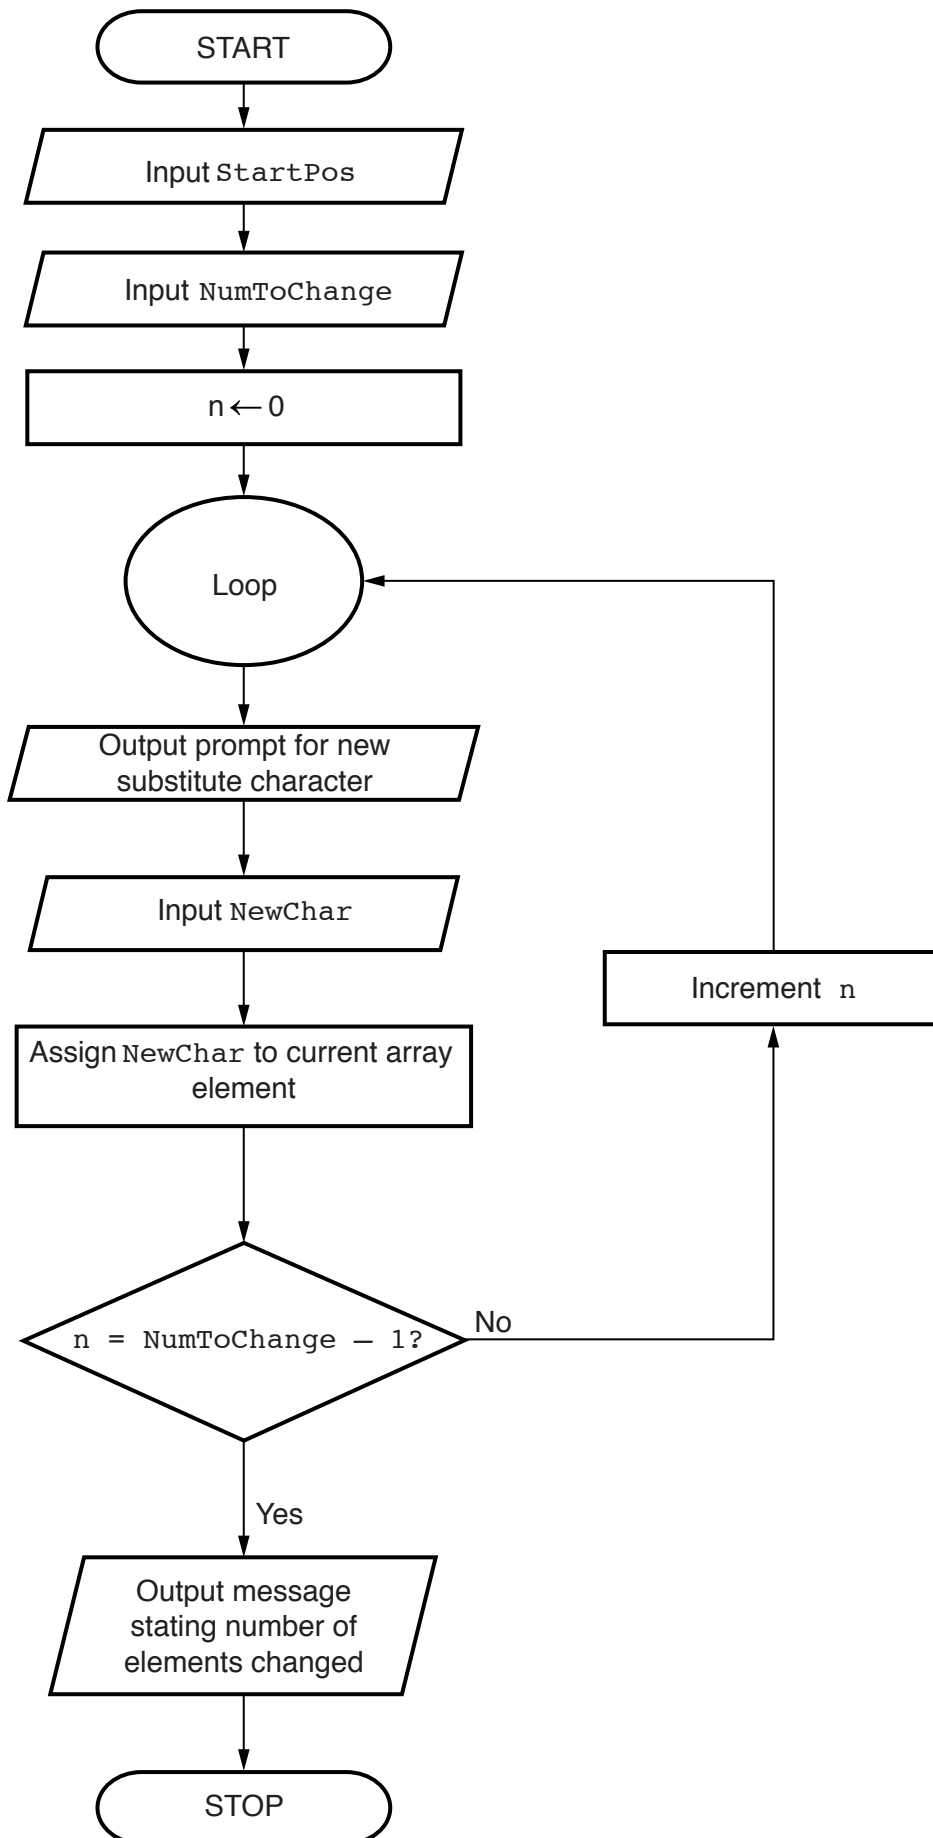 START
Input StartPos
Input NumToChange
n ← 0
Loop
Output prompt for new
substitute character
Input NewChar
Increment n
Assign NewChar to current array
element
n = NumToChange – 1?
No
Yes
Output message
stating number of
elements changed
STOP